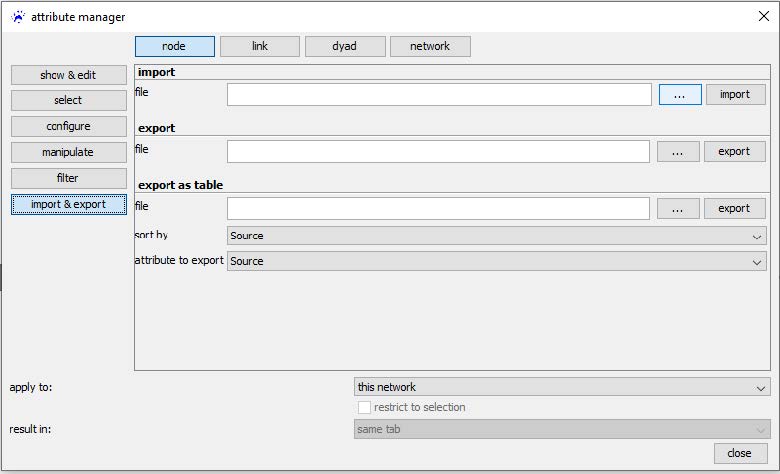 attribute manager
node link dyad network
show & edit
select
configure
manipulate
filter
import & export
import
file ... import
export
file ... export
export as table
file ... export
sort by Source
attribute to export Source
apply to: this network
restrict to selection
result in: same tab
close